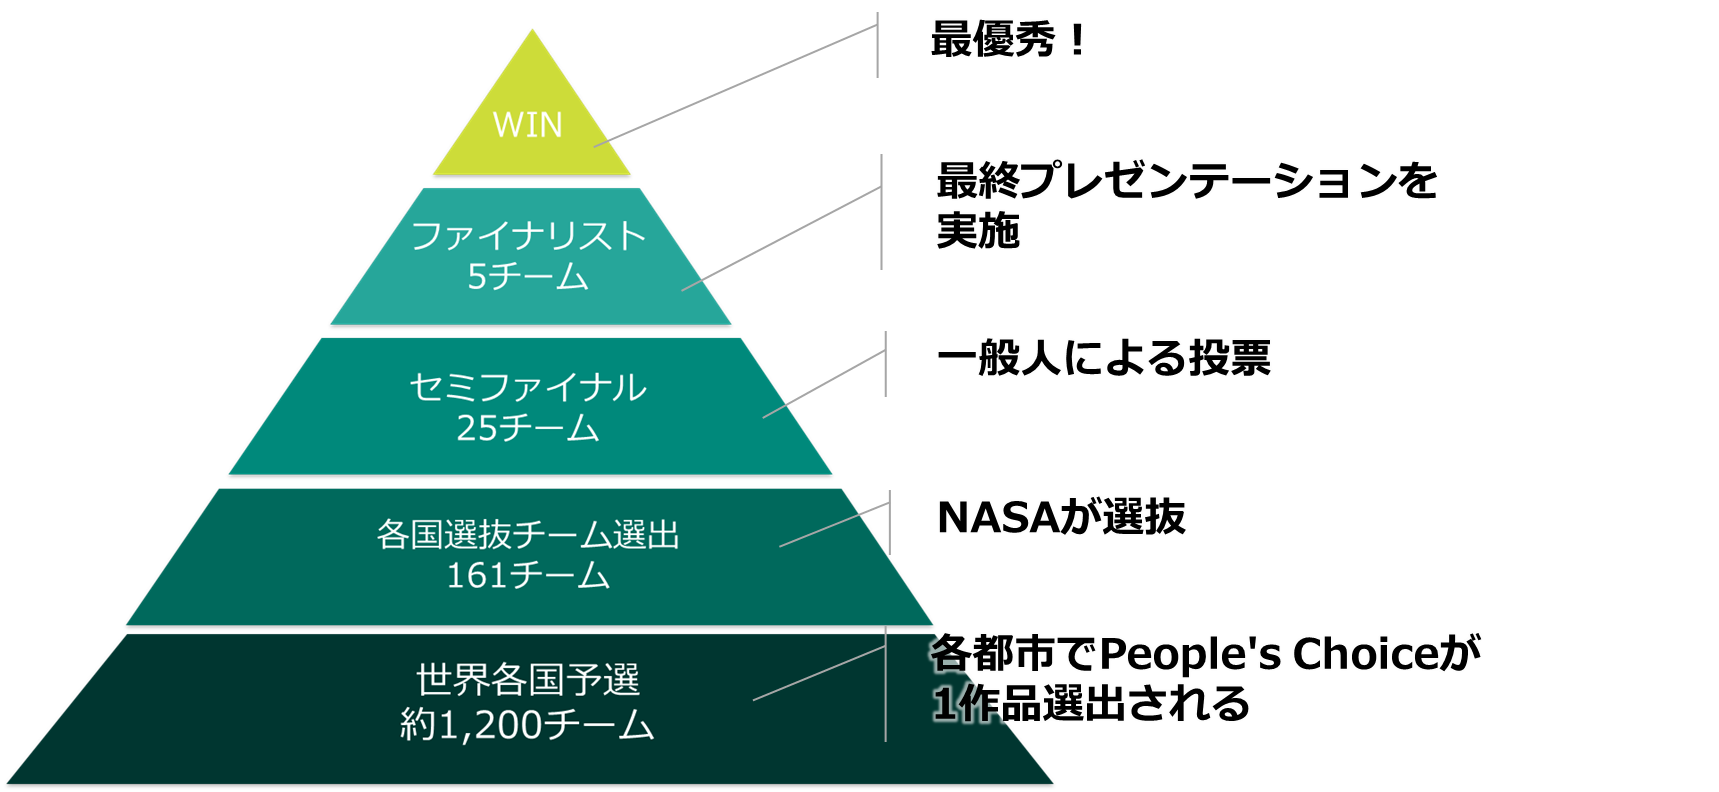 WIN
最優秀！
ファイナリスト
5チーム
最終プレゼンテーションを
実施
セミファイナル
25チーム
一般人による投票
各国選抜チーム選出
161チーム
NASAが選抜
世界各国予選
約1,200チーム
各都市でPeople's Choiceが
1作品選出される